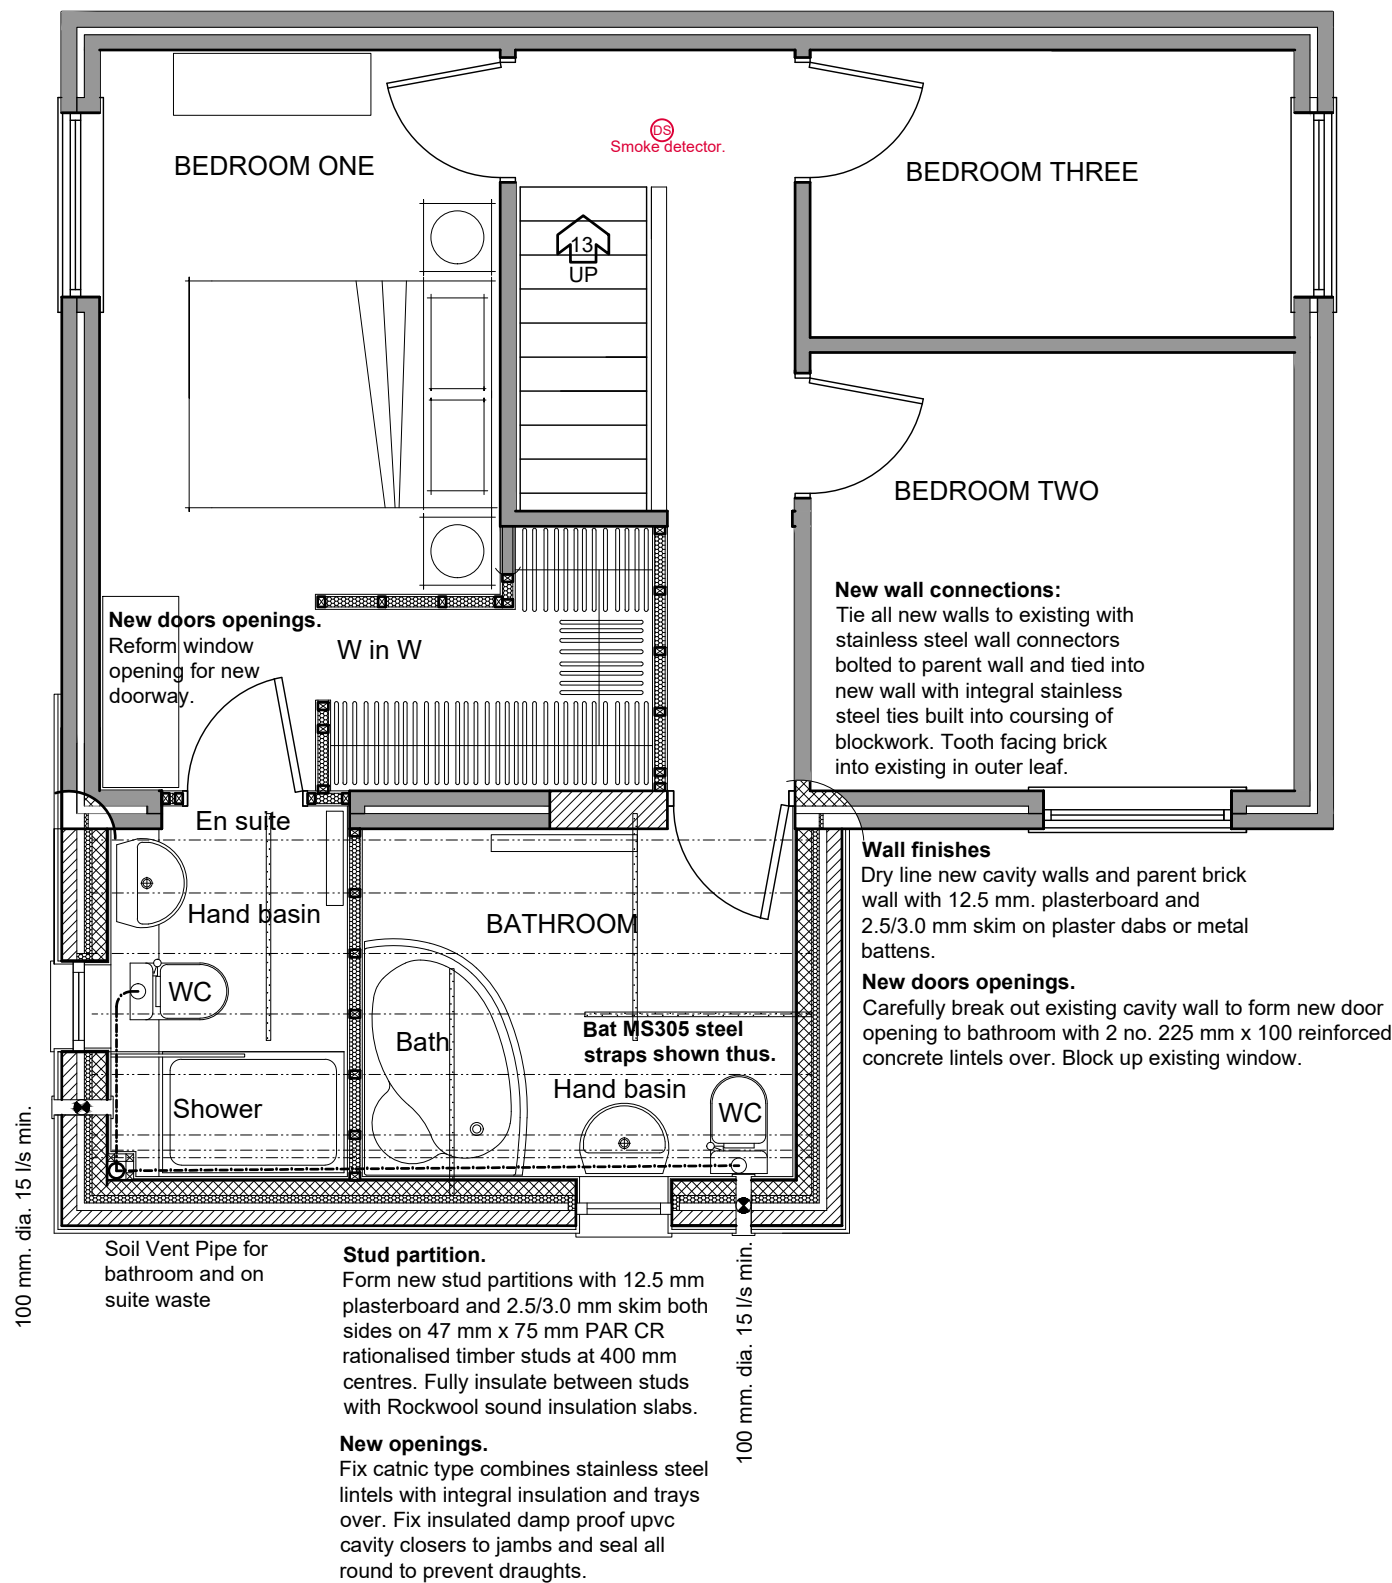 DS
Smoke detector.
BEDROOM ONE
BEDROOM THREE
13
UP
BEDROOM TWO
New doors openings.
Reform window
opening for new
doorway.
W in W
New wall connections:
Tie all new walls to existing with
stainless steel wall connectors
bolted to parent wall and tied into
new wall with integral stainless
steel ties built into coursing of
blockwork. Tooth facing brick
into existing in outer leaf.
En suite
Hand basin
WC
Shower
BATHROOM
Bath
Bat MS305 steel
straps shown thus.
Hand basin
WC
Wall finishes
Dry line new cavity walls and parent brick
wall with 12.5 mm. plasterboard and
2.5/3.0 mm skim on plaster dabs or metal
battens.
New doors openings.
Carefully break out existing cavity wall to form new door
opening to bathroom with 2 no. 225 mm x 100 reinforced
concrete lintels over. Block up existing window.
100 mm. dia. 15 l/s min.
Soil Vent Pipe for
bathroom and on
suite waste
Stud partition.
Form new stud partitions with 12.5 mm
plasterboard and 2.5/3.0 mm skim both
sides on 47 mm x 75 mm PAR CR
rationalised timber studs at 400 mm
centres. Fully insulate between studs
with Rockwool sound insulation slabs.
100 mm. dia. 15 l/s min.
New openings.
Fix catnic type combines stainless steel
lintels with integral insulation and trays
over. Fix insulated damp proof upvc
cavity closers to jambs and seal all
round to prevent draughts.